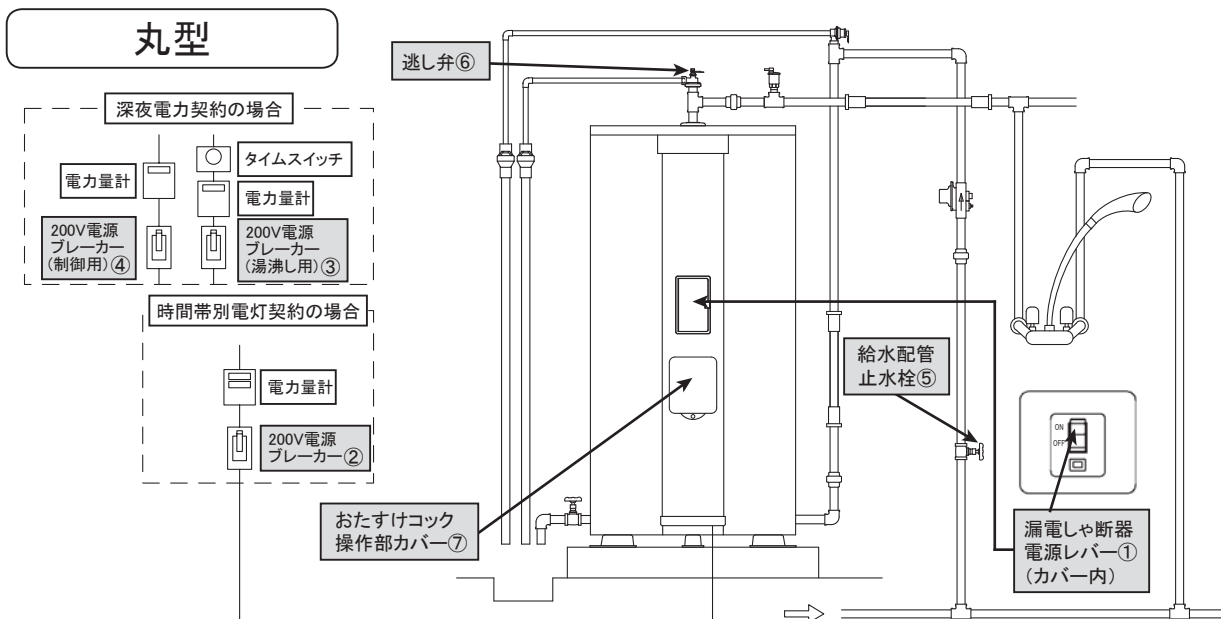 丸型
逃し弁⑥
深夜電力契約の場合
タイムスイッチ
電力量計
電力量計
200V電源
ブレーカー
(制御用)④
200V電源
ブレーカー
(湯沸し用)③
時間帯別電灯契約の場合
電力量計
200V電源
ブレーカー②
給水配管
止水栓⑤
ON
OFF
おたすけコック
操作部カバー⑦
漏電しゃ断器
電源レバー①
(カバー内)